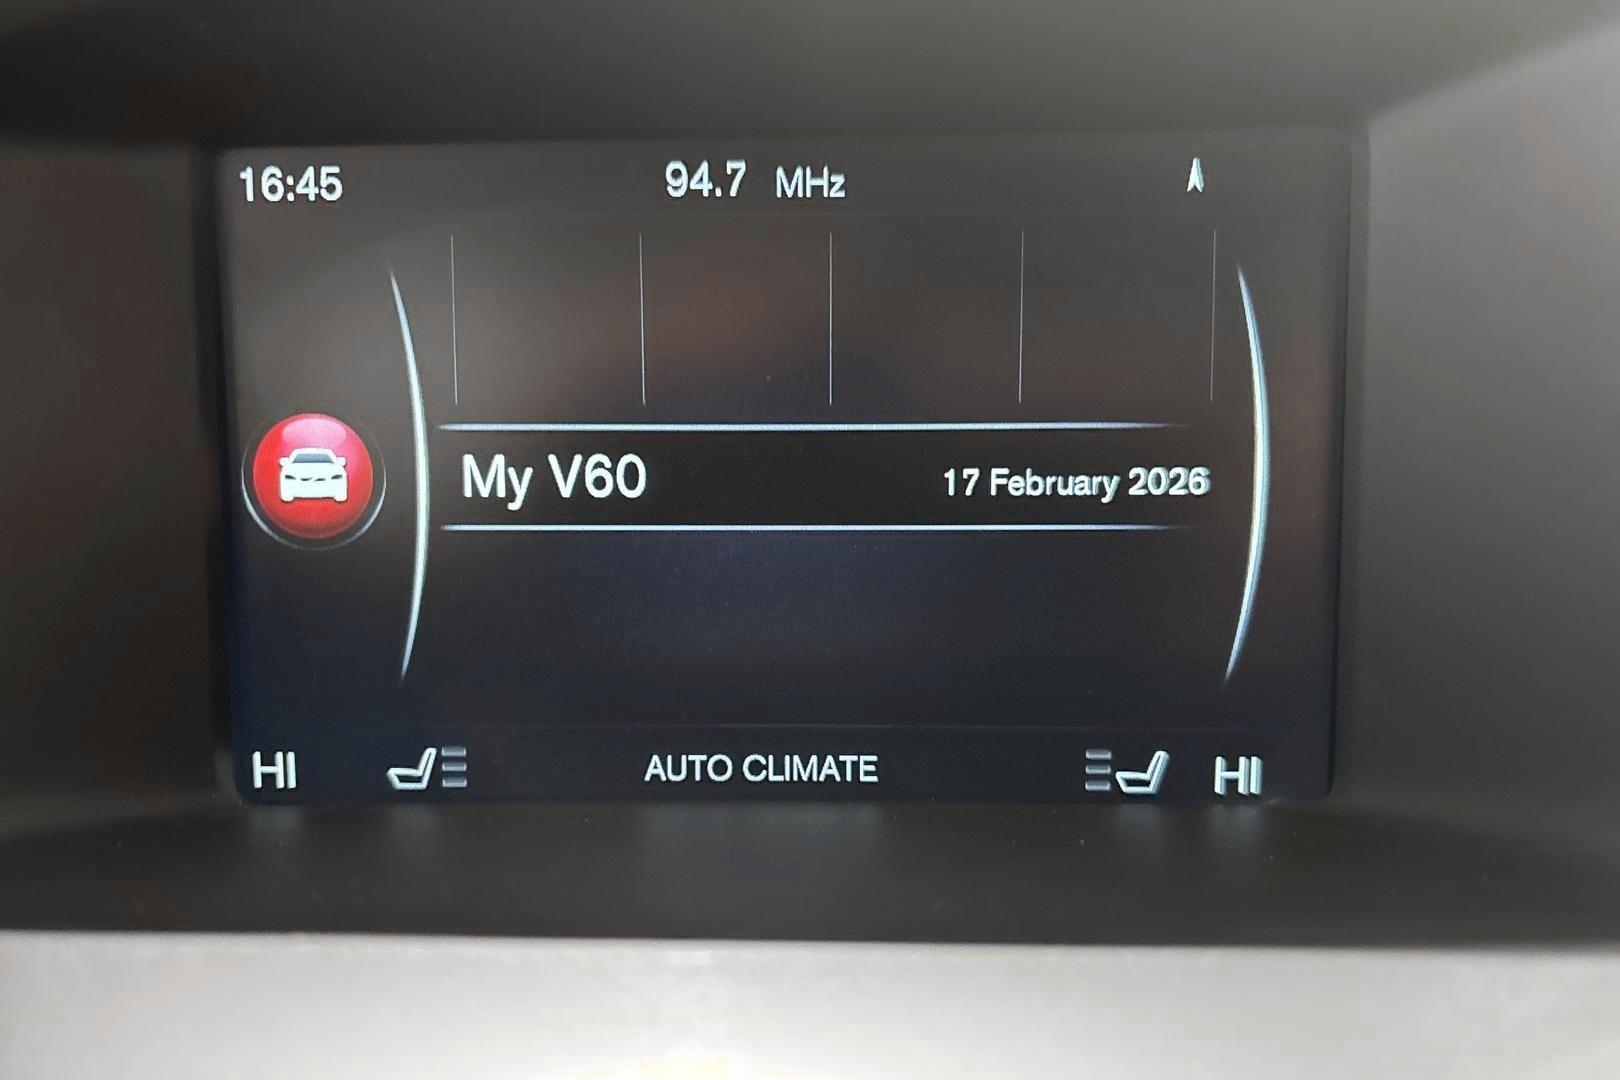 16:45 94.7 MHz
My V60 17 February 2026
HI AUTO CLIMATE HI